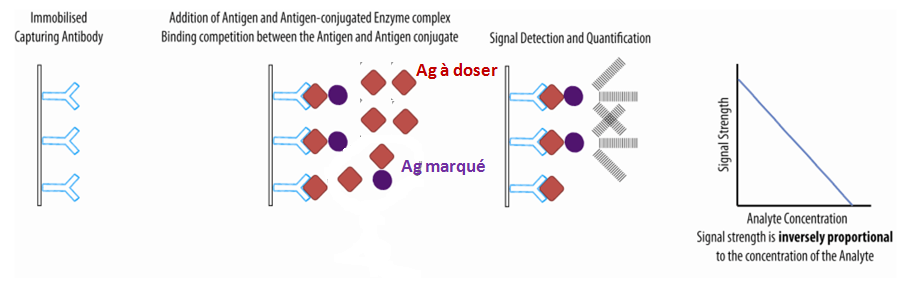 Immobilised
Capturing Antibody
Addition of Antigen and Antigen-conjugated Enzyme complex
Binding competition between the Antigen and Antigen conjugate
Signal Detection and Quantification
Ag à doser
Ag marqué
Signal Strength
Analyte Concentration
Signal strength is inversely proportional
to the concentration of the Analyte